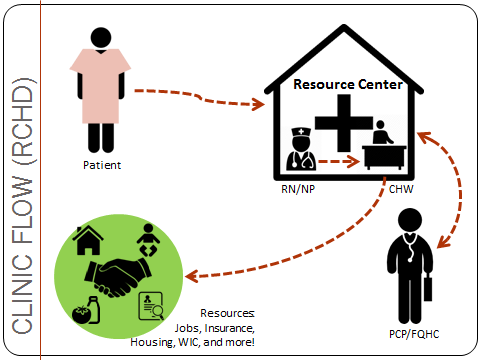 CLINIC FLOW (RCHD)
Patient
Resource Center
RN/NP
CHW
PCP/FQHC
Resources:
Jobs, Insurance,
Housing, WIC, and more!